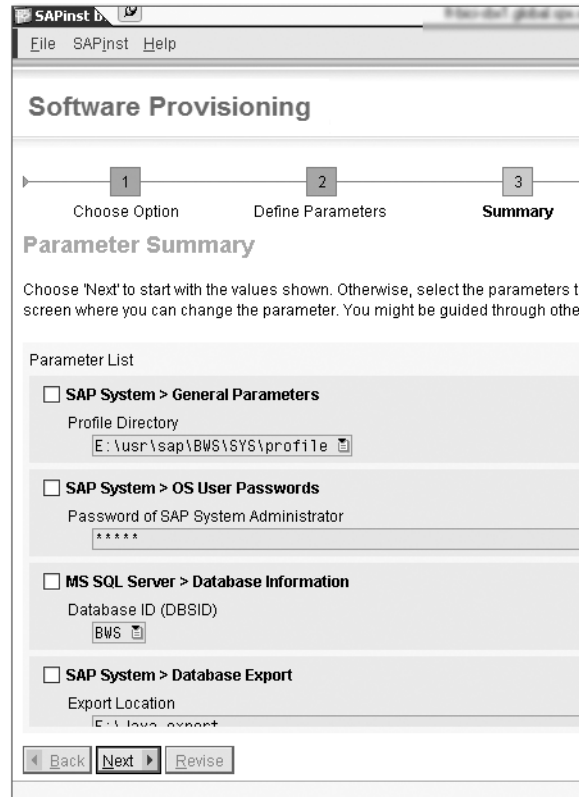 SAPinst
File SAPinst Help
Software Provisioning
1 2 3
Choose Option Define Parameters Summary
Parameter Summary
Choose 'Next' to start with the values shown. Otherwise, select the parameters
screen where you can change the parameter. You might be guided through
Parameter List
SAP System > General Parameters
Profile Directory
E:\usr\sap\BWS\SYS\profile
SAP System > OS User Passwords
Password of SAP System Administrator
*****
MS SQL Server > Database Information
Database ID (DBSID)
BWS
SAP System > Database Export
Export Location
E:\Java_export
Back Next Revise